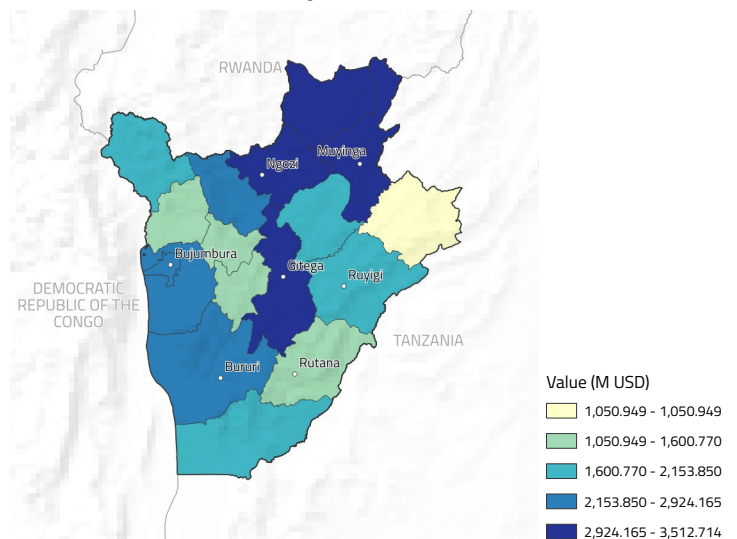 RWANDA
Muyinga
Ngozi
Bujumbura
Gitega
Ruyigi
DEMOCRATIC
REPUBLIC OF THE
CONGO
TANZANIA
Bururi
Rutana
Value (M USD)
1,050.949 - 1,050.949
1,050.949 - 1,600.770
1,600.770 - 2,153.850
2,153.850 - 2,924.165
2,924.165 - 3,512.714